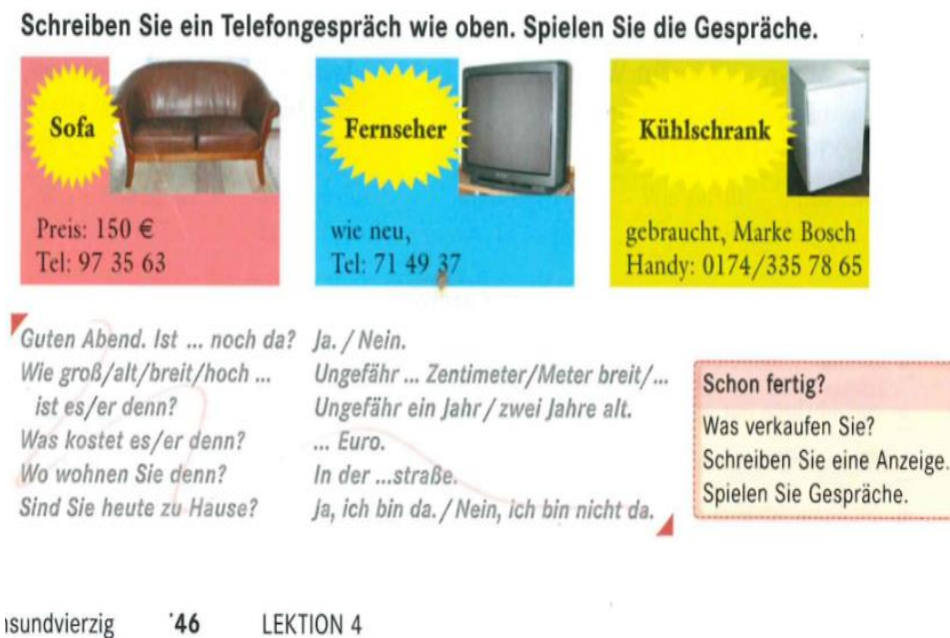 Schreiben Sie ein Telefongespräch wie oben. Spielen Sie die Gespräche.
Sofa
Preis: 150 €
Tel: 97 35 63
Fernseher
wie neu,
Tel: 71 49 37
Kühlschrank
gebraucht, Marke Bosch
Handy: 0174/335 78 65
Guten Abend. Ist ... noch da? Ja. / Nein.
Wie groß/alt/breit/hoch ... Ungefähr ... Zentimeter/Meter breit/...
ist es/er denn? Ungefähr ein Jahr / zwei Jahre alt.
Was kostet es/er denn? ... Euro.
Wo wohnen Sie denn? In der ...straße.
Sind Sie heute zu Hause? Ja, ich bin da. / Nein, ich bin nicht da.
Schon fertig?
Was verkaufen Sie?
Schreiben Sie eine Anzeige.
Spielen Sie Gespräche.
sundvierzig 46 LEKTION 4